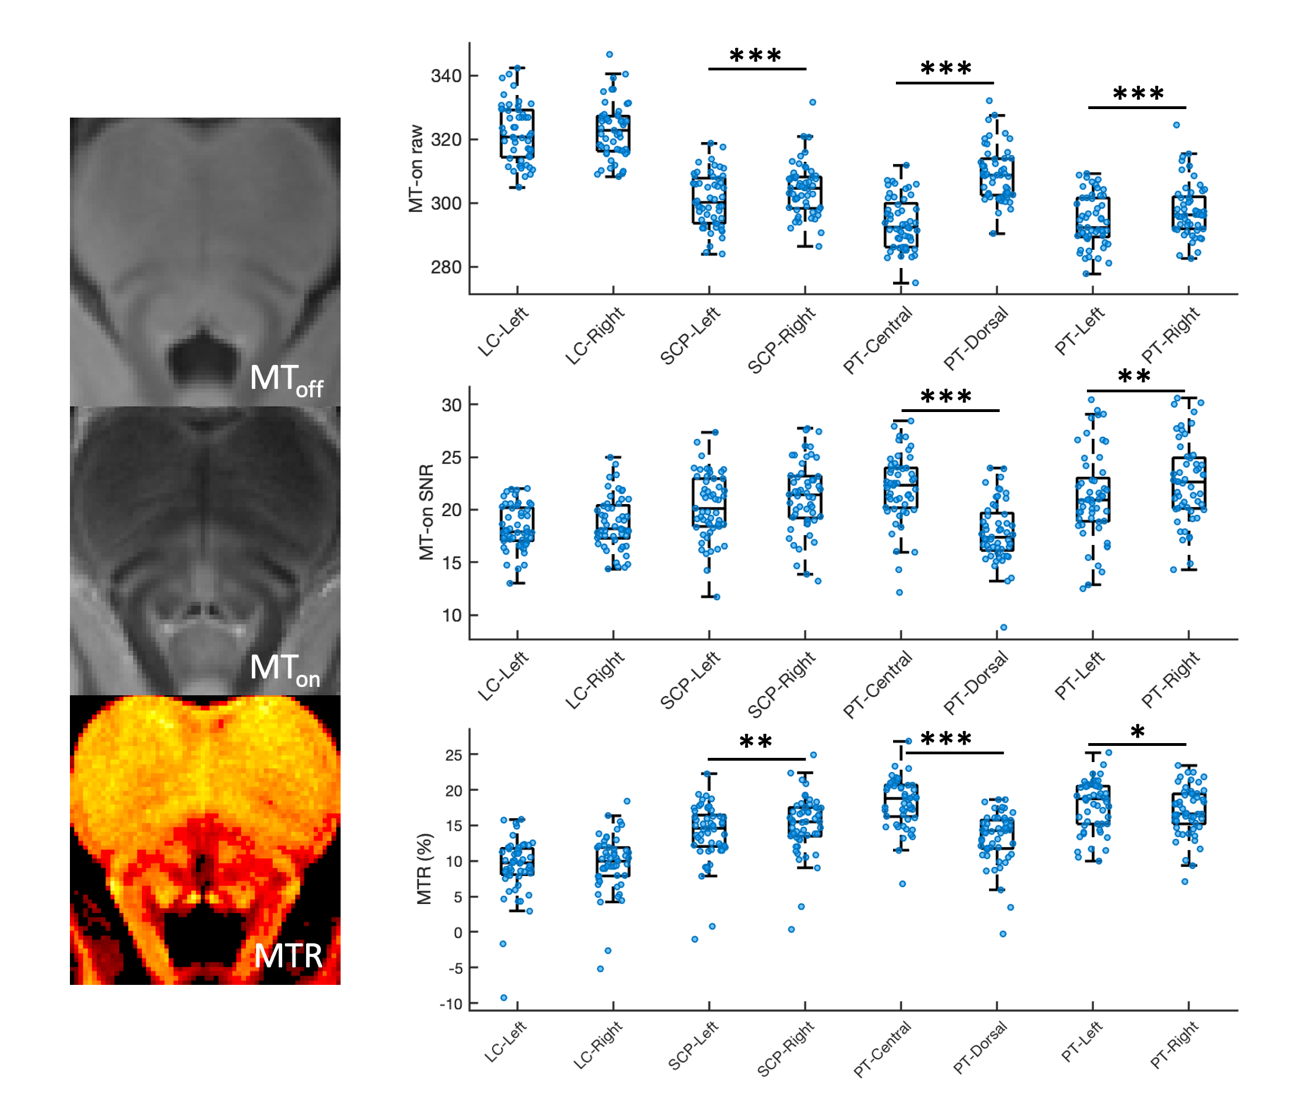 MToff
MTon
MTR
MT-on raw
340
320
300
280
***
***
***
LC-Left
LC-Right
SCP-Left
SCP-Right
PT-Central
PT-Dorsal
PT-Left
PT-Right
MT-on SNR
30
25
20
15
10
***
**
LC-Left
LC-Right
SCP-Left
SCP-Right
PT-Central
PT-Dorsal
PT-Left
PT-Right
MTR (%)
25
20
15
10
5
0
-5
-10
**
***
*
LC-Left
LC-Right
SCP-Left
SCP-Right
PT-Central
PT-Dorsal
PT-Left
PT-Right